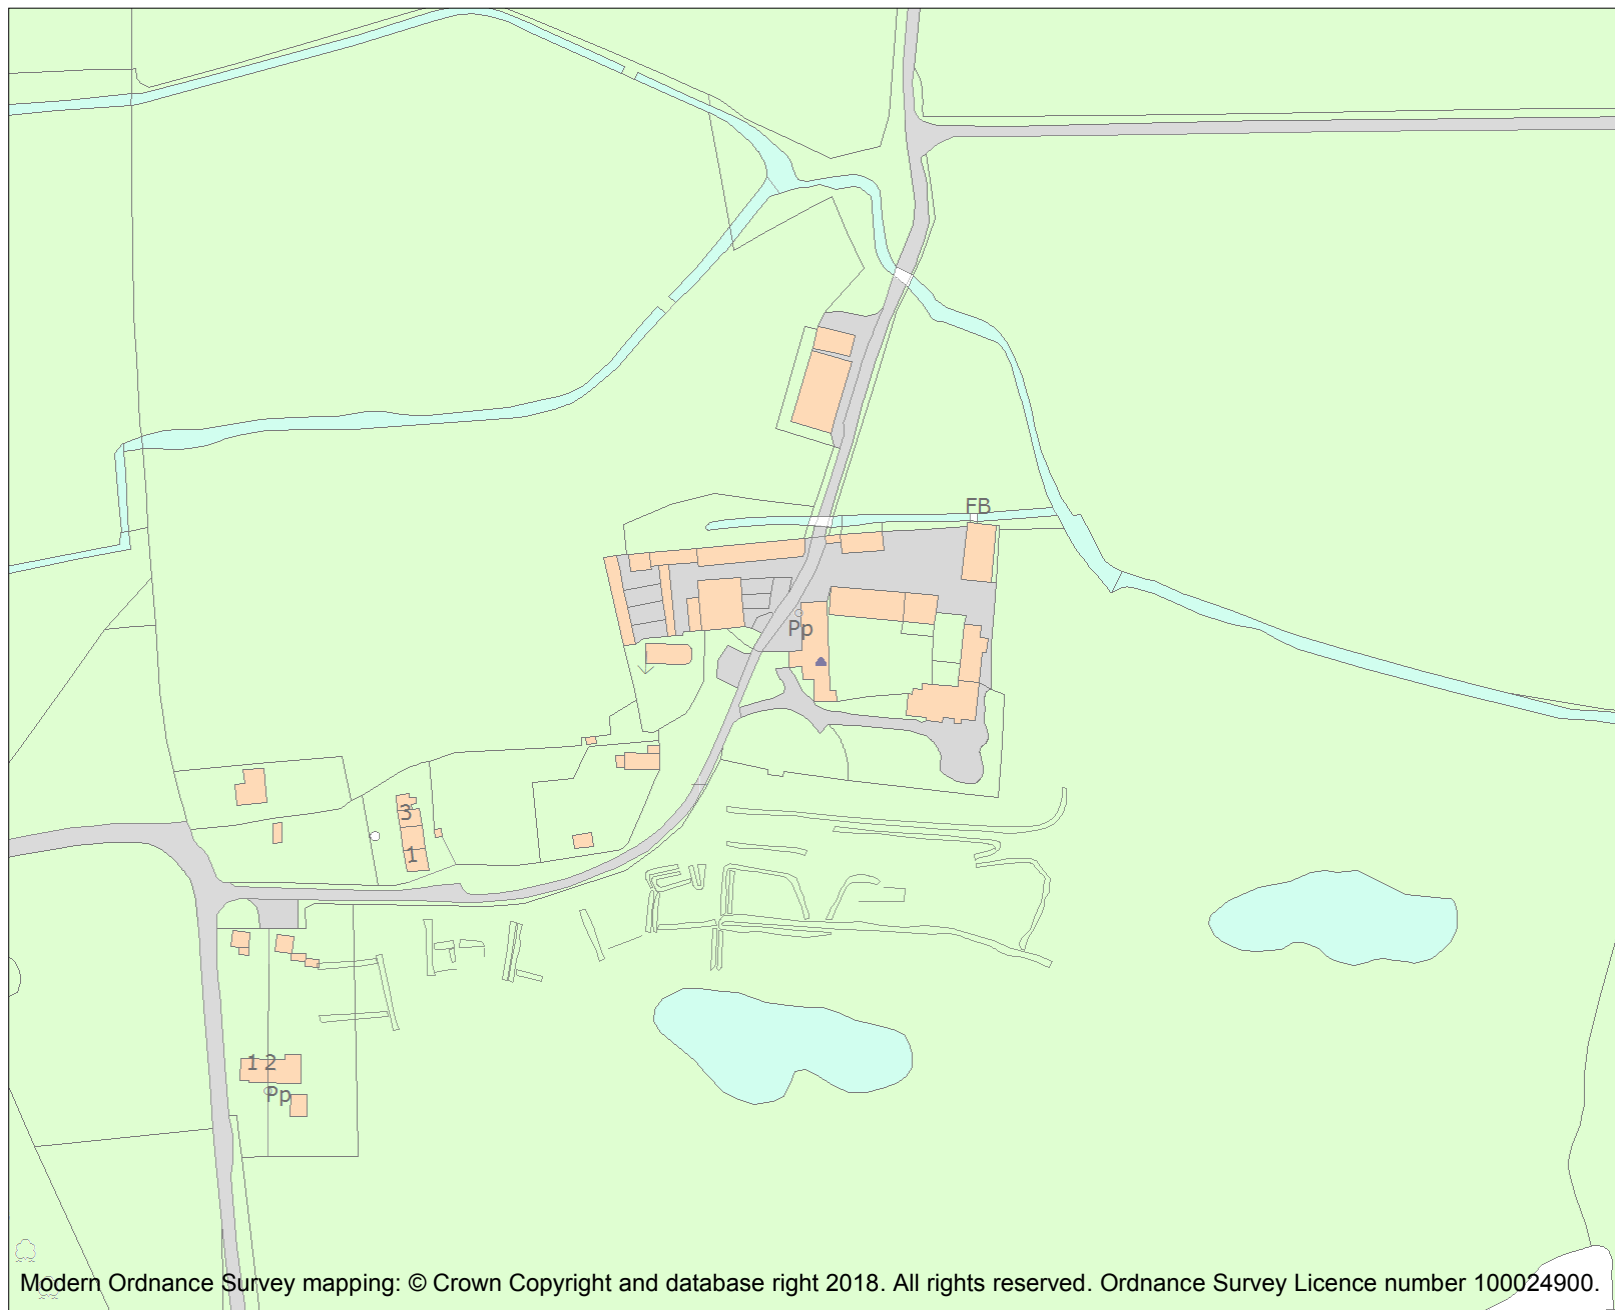 FB
Pp
3
1
1 2
Pp
Modern Ordnance Survey mapping: © Crown Copyright and database right 2018. All rights reserved. Ordnance Survey Licence number 100024900.